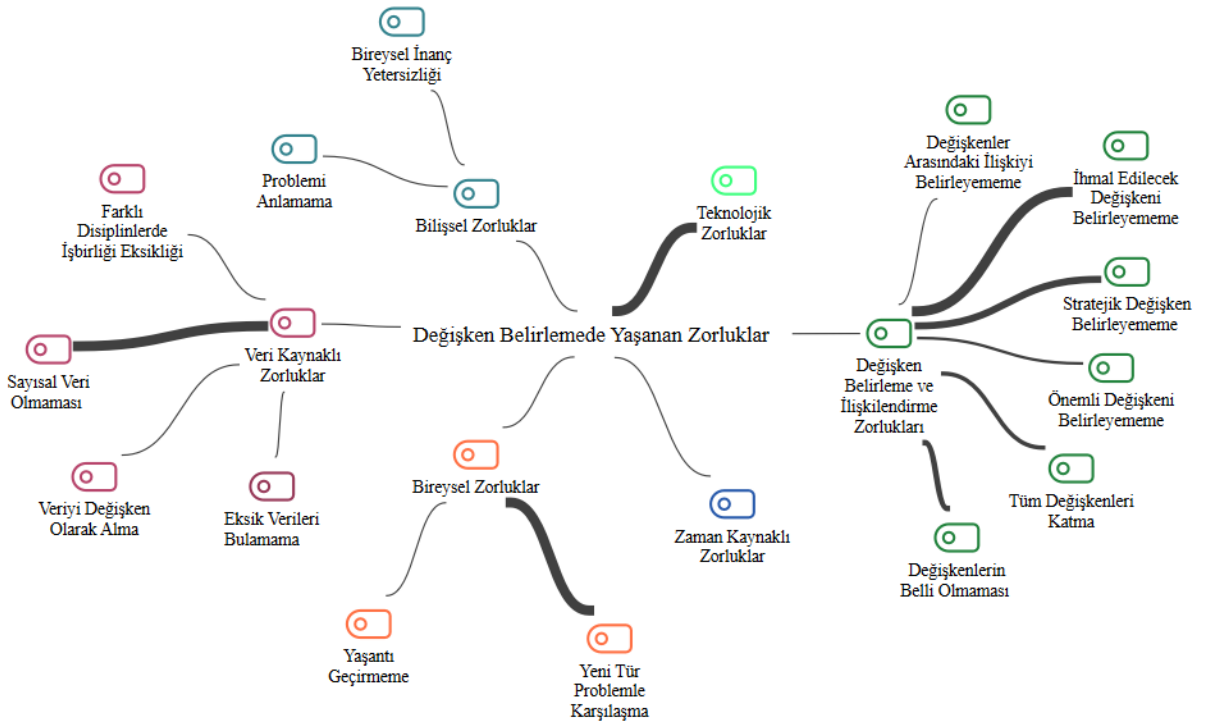 Bireysel İnanç
Yetersizliği
Değişkenler
Arasındaki İlişkiyi
Belirleyememe
İhmal Edilecek
Değişkeni
Belirleyememe
Problemi
Anlamama
Farklı
Disiplinlerde
İşbirliği Eksikliği
Bilişsel Zorluklar
Teknolojik
Zorluklar
Stratejik Değişken
Belirleyememe
Değişken Belirlemede Yaşanan Zorluklar
Veri Kaynaklı
Zorluklar
Sayısal Veri
Olmaması
Değişken
Belirleme ve
İlişkilendirme
Zorlukları
Önemli Değişkeni
Belirleyememe
Bireysel Zorluklar
Veriyi Değişken
Olarak Alma
Eksik Verileri
Bulamama
Zaman Kaynaklı
Zorluklar
Tüm Değişkenleri
Katma
Değişkenlerin
Belli Olmaması
Yaşantı
Geçirmeme
Yeni Tür
Problemle
Karşılaşma